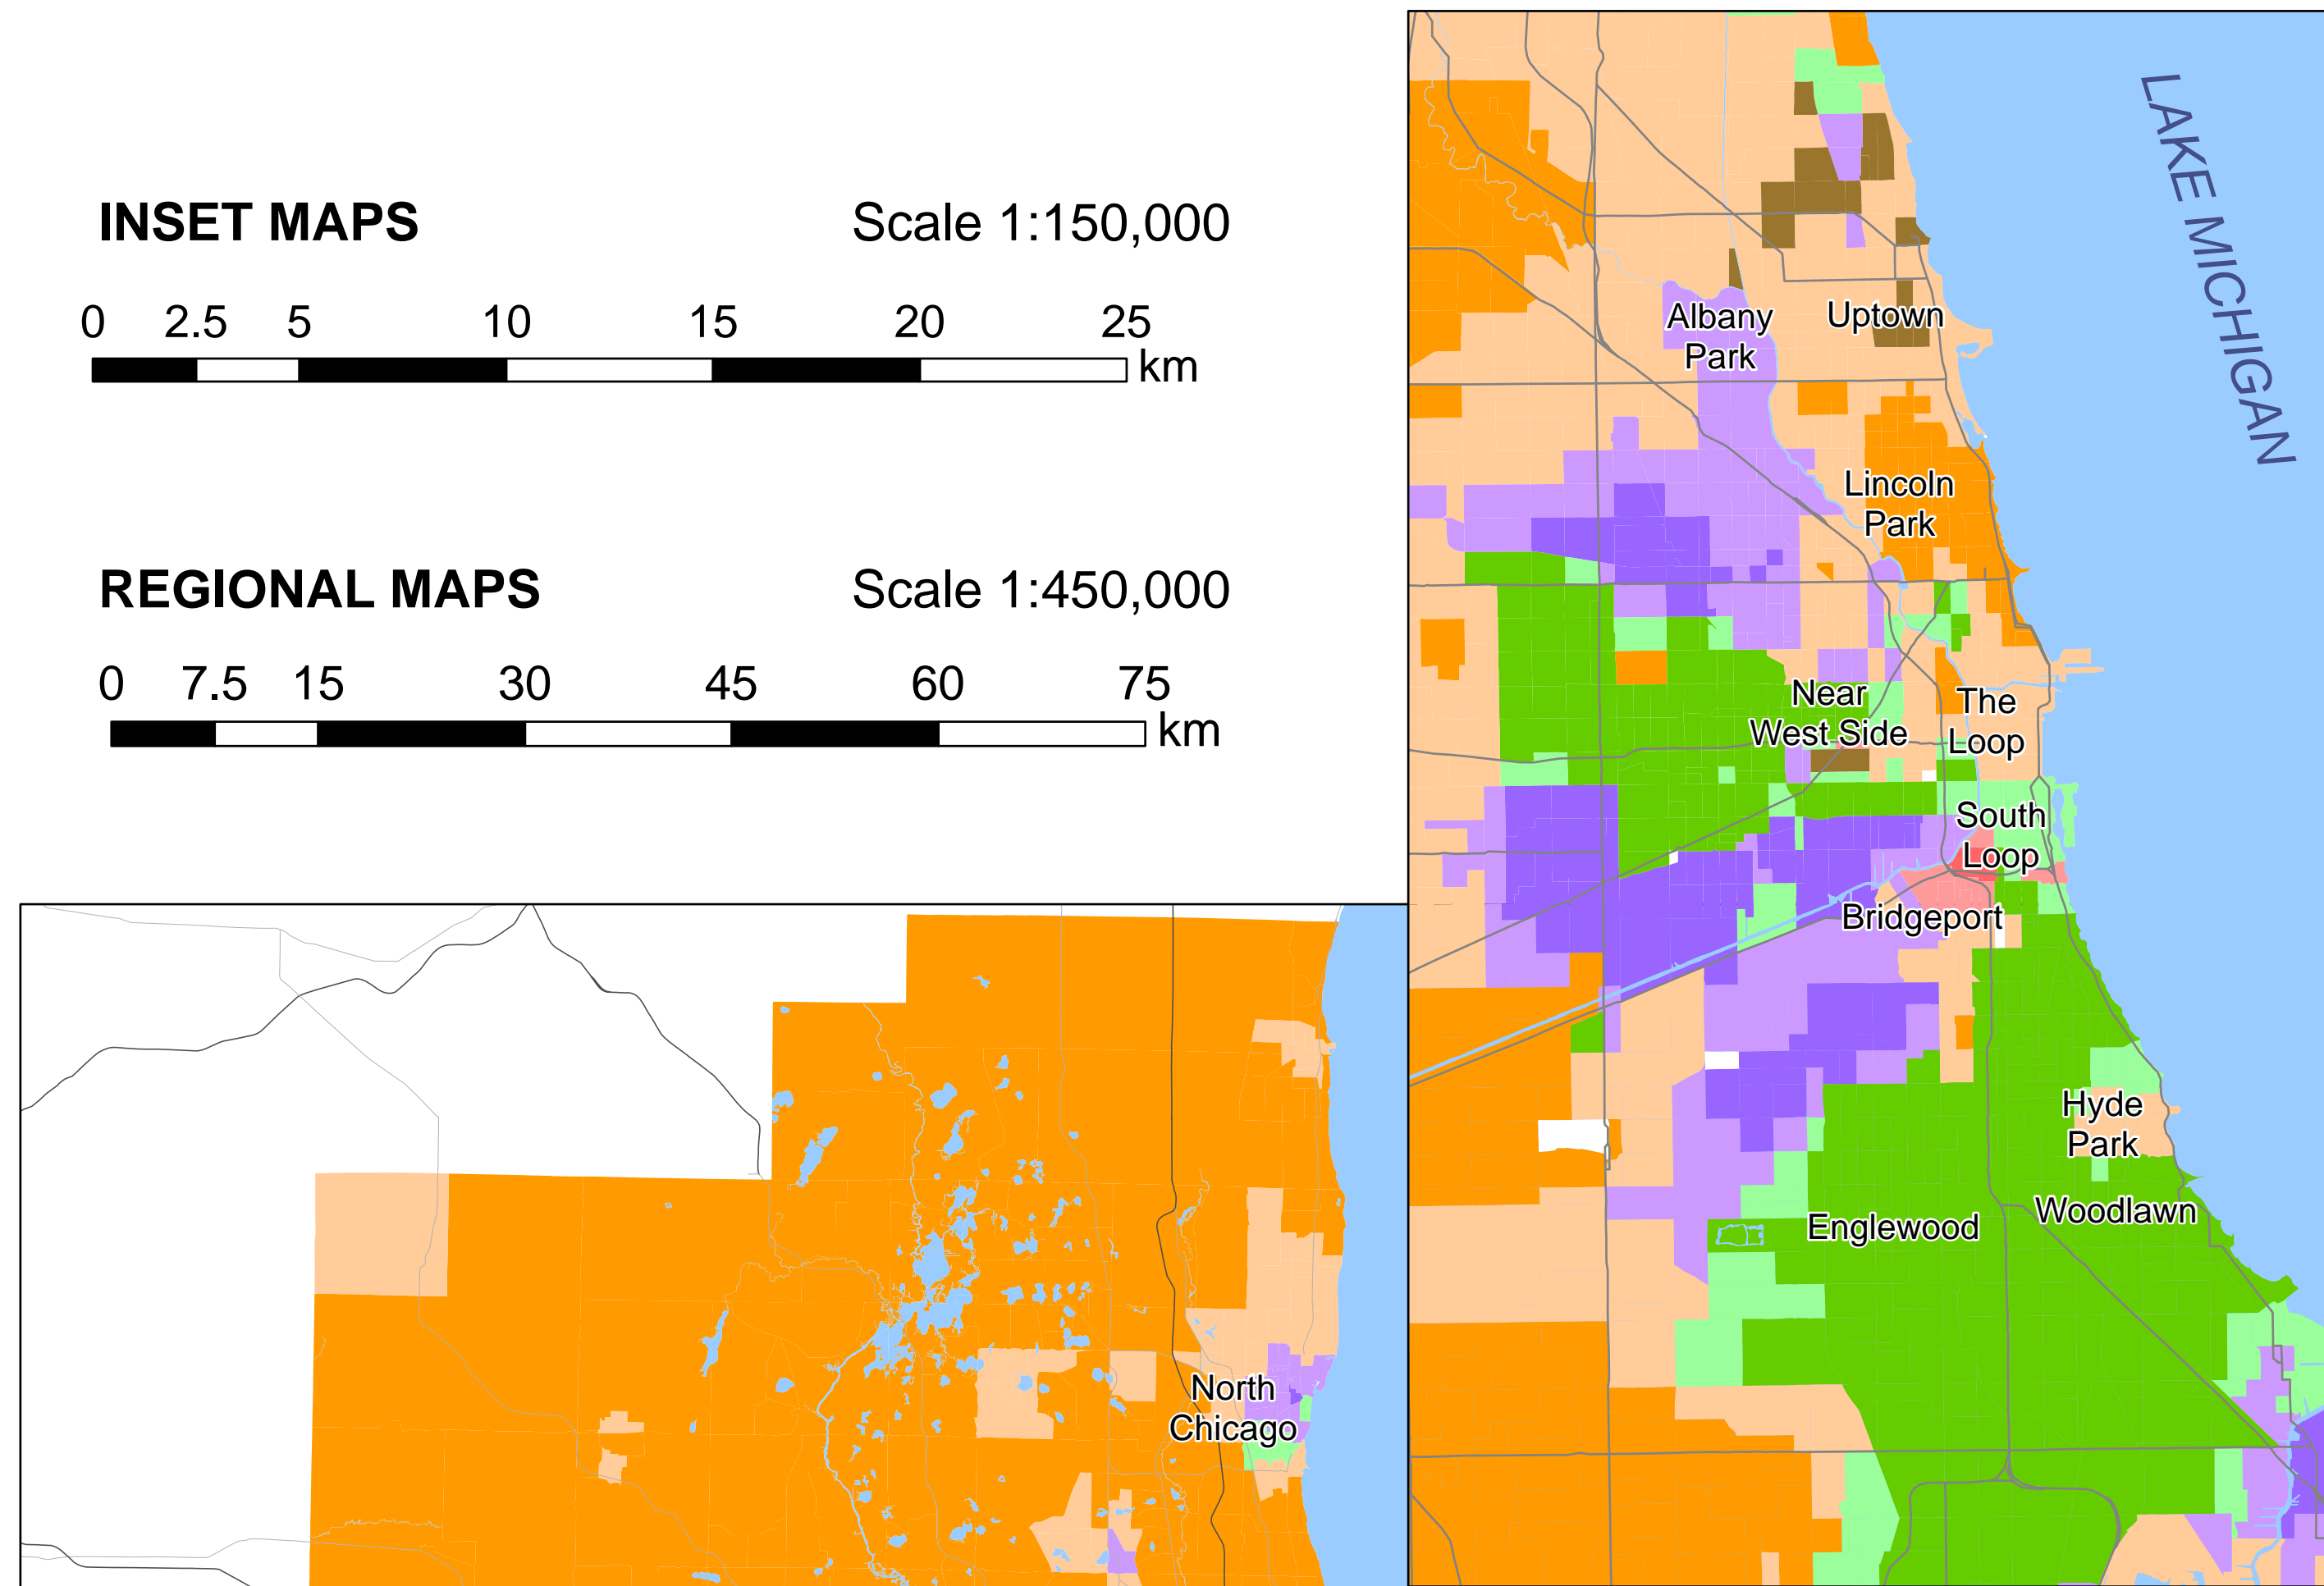 INSET MAPS
Scale 1:150,000
0 2.5 5 10 15 20 25
km
REGIONAL MAPS
Scale 1:450,000
0 7.5 15 30 45 60 75
km
LAKE MICHIGAN
Albany
Park
Uptown
Lincoln
Park
Near
West Side
The
Loop
South
Loop
Bridgeport
Hyde
Park
Woodlawn
Englewood
North
Chicago